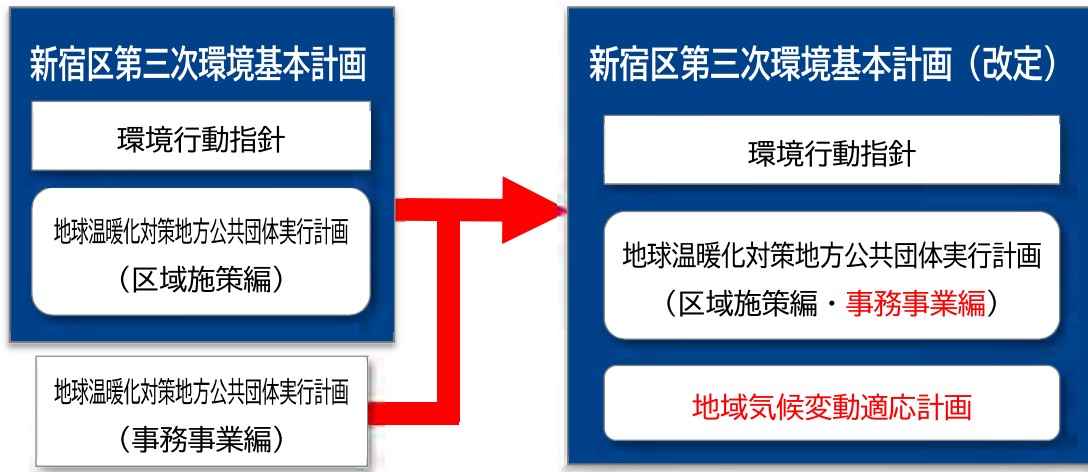 新宿区第三次環境基本計画
環境行動指針
地球温暖化対策地方公共団体実行計画
（区域施策編）
地球温暖化対策地方公共団体実行計画
（事務事業編）
新宿区第三次環境基本計画（改定）
環境行動指針
地球温暖化対策地方公共団体実行計画
（区域施策編・事務事業編）
地域気候変動適応計画